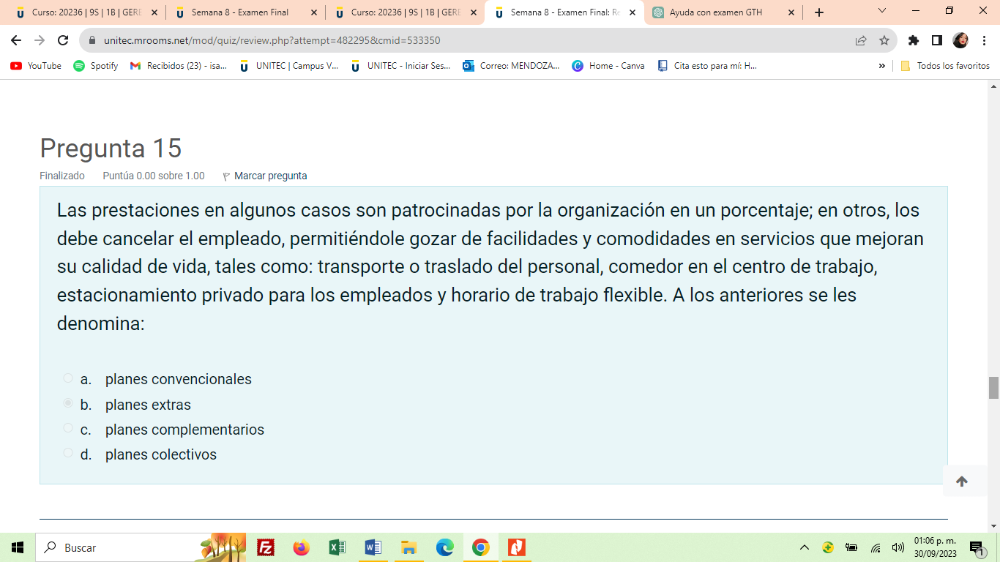 Curso: 20236 | 9S | 1B | GERE
Semana 8 - Examen Final
Curso: 20236 | 9S | 1B | GERE
Semana 8 - Examen Final: Re
Ayuda con examen GTH
unitec.mrooms.net/mod/quiz/review.php?attempt=482295&cmid=533350
YouTube
Spotify
Recibidos (23) - isa...
UNITEC | Campus V...
UNITEC - Iniciar Ses...
Correo: MENDOZA...
Home - Canva
Cita esto para mí: H...
»
Todos los favoritos
Pregunta 15
Finalizado Puntúa 0.00 sobre 1.00 Marcar pregunta
Las prestaciones en algunos casos son patrocinadas por la organización en un porcentaje; en otros, los
debe cancelar el empleado, permitiéndole gozar de facilidades y comodidades en servicios que mejoran
su calidad de vida, tales como: transporte o traslado del personal, comedor en el centro de trabajo,
estacionamiento privado para los empleados y horario de trabajo flexible. A los anteriores se les
denomina:
a. planes convencionales
b. planes extras
c. planes complementarios
d. planes colectivos
Buscar
01:06 p. m.
30/09/2023
1